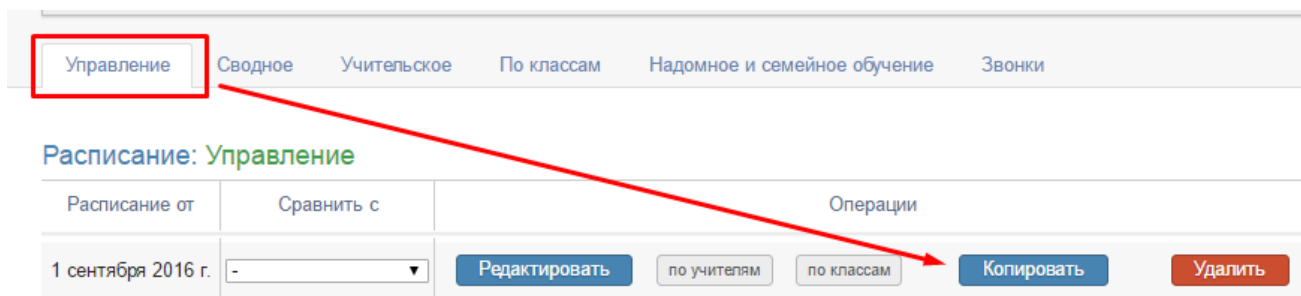 Управление Сводное Учительское По классам Надомное и семейное обучение Звонки
Расписание: Управление
Расписание от Сравнить с Операции
1 сентября 2016 г. - Редактировать по учителям по классам Копировать Удалить